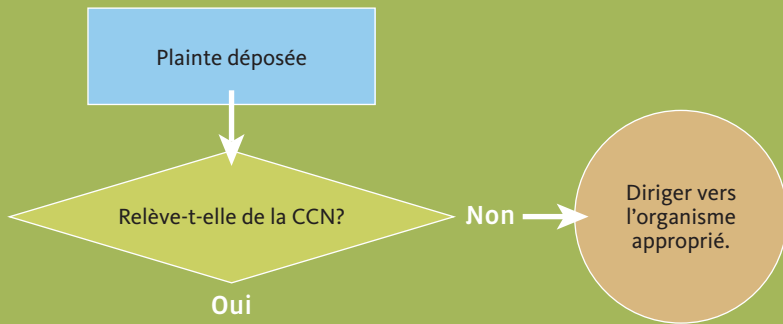 Plainte déposée
Relève-t-elle de la CCN?
Non
Diriger vers
l’organisme
approprié.
Oui